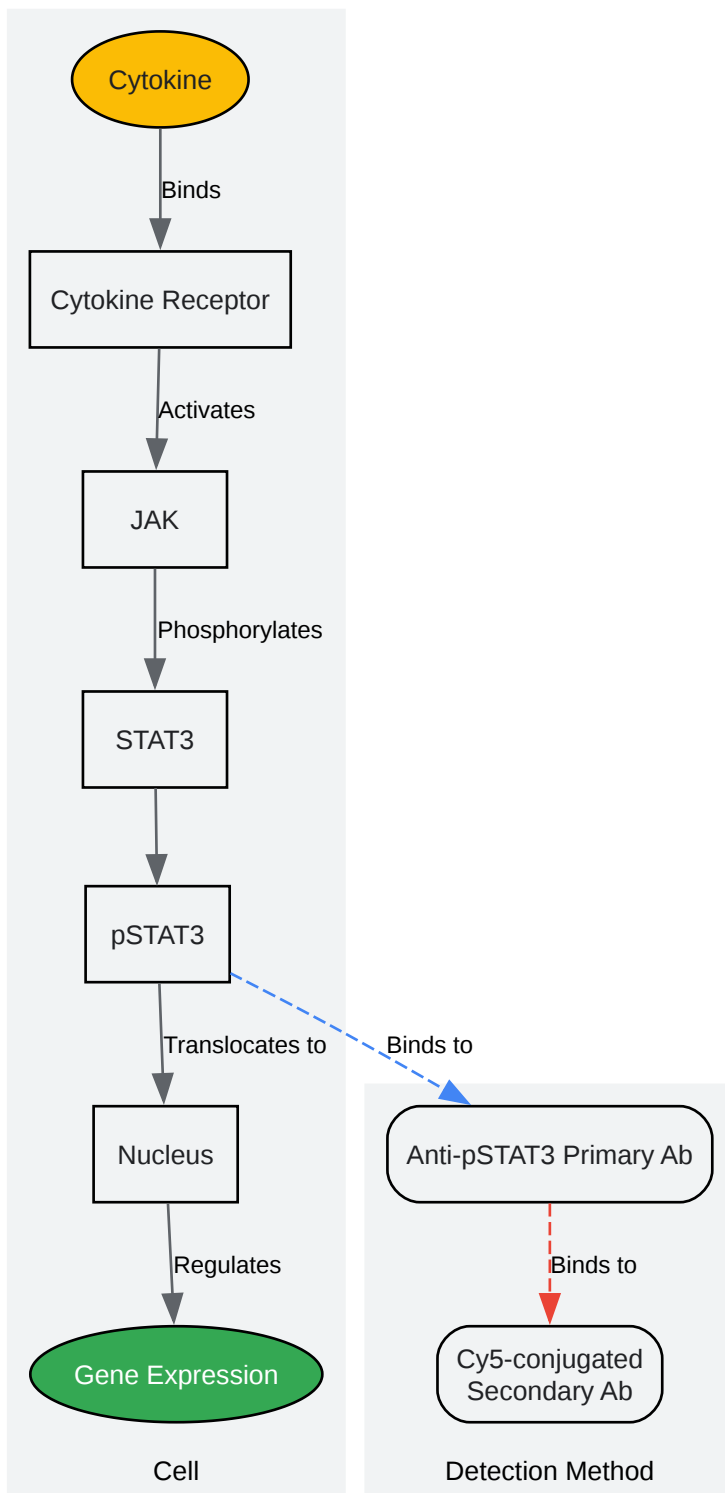 Cytokine
Binds
Cytokine Receptor
Activates
JAK
Phosphorylates
STAT3
pSTAT3
Translocates to
Binds to
Nucleus
Anti-pSTAT3 Primary Ab
Regulates
Binds to
Gene Expression
Cy5-conjugated
Secondary Ab
Cell
Detection Method